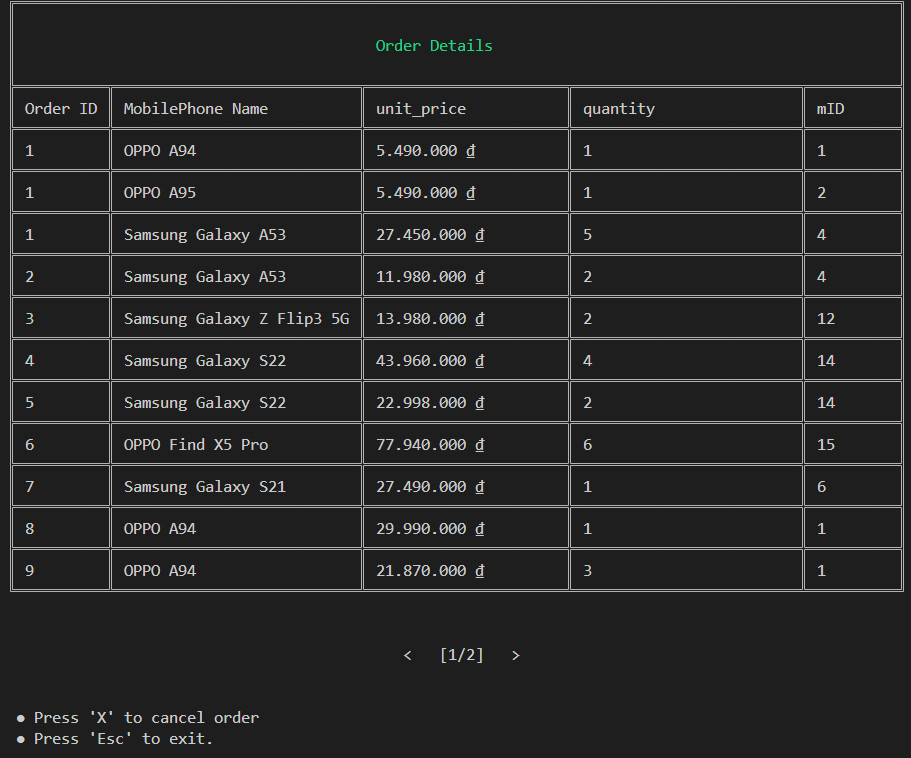 Order Details
Order ID MobilePhone Name unit_price quantity mID
1 OPPO A94 5.490.000 ₫ 1 1
1 OPPO A95 5.490.000 ₫ 1 2
1 Samsung Galaxy A53 27.450.000 ₫ 5 4
2 Samsung Galaxy A53 11.980.000 ₫ 2 4
3 Samsung Galaxy Z Flip3 5G 13.980.000 ₫ 2 12
4 Samsung Galaxy S22 43.960.000 ₫ 4 14
5 Samsung Galaxy S22 22.998.000 ₫ 2 14
6 OPPO Find X5 Pro 77.940.000 ₫ 6 15
7 Samsung Galaxy S21 27.490.000 ₫ 1 6
8 OPPO A94 29.990.000 ₫ 1 1
9 OPPO A94 21.870.000 ₫ 3 1
< [1/2] >
● Press 'X' to cancel order
● Press 'Esc' to exit.